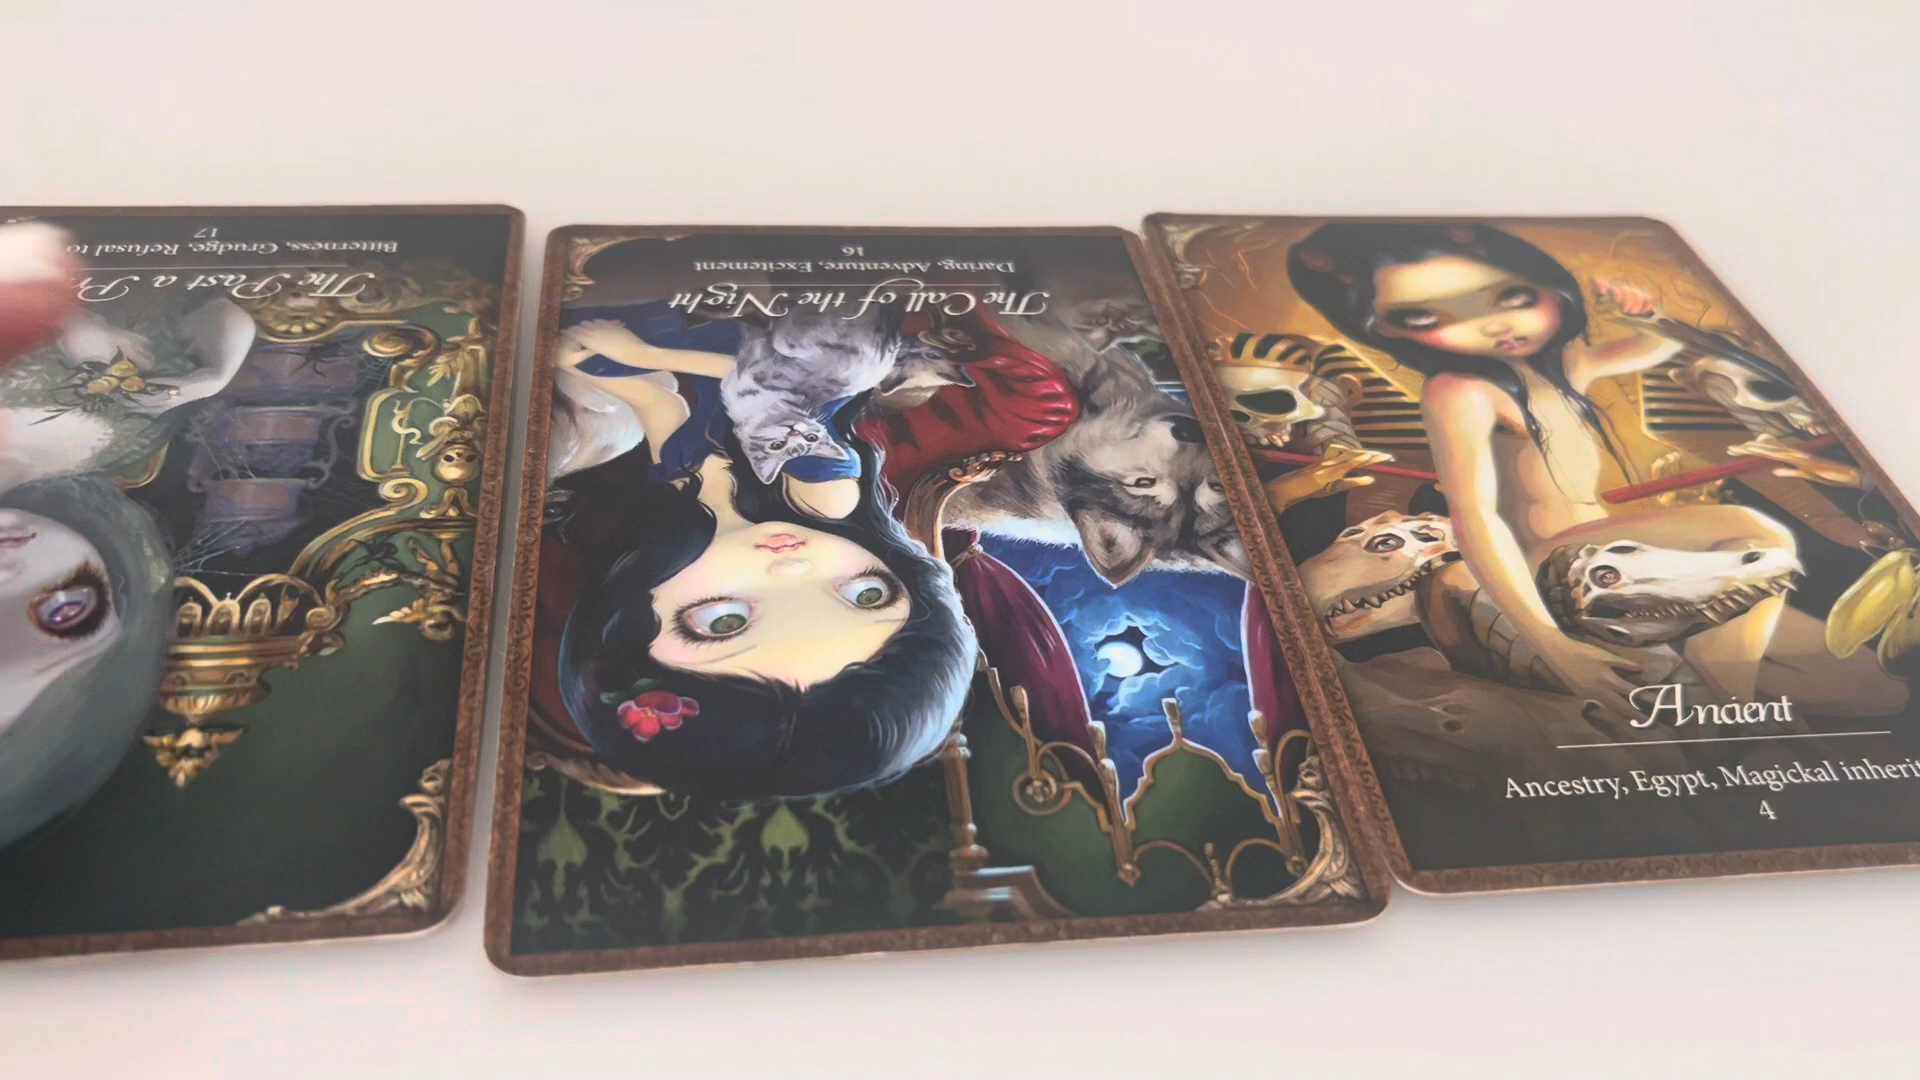 The Past a
Bitterness, Grudge, Refusal to
17
The Call of the Night
Daring, Adventure, Excitement
16
Ancient
Ancestry, Egypt, Magickal
4